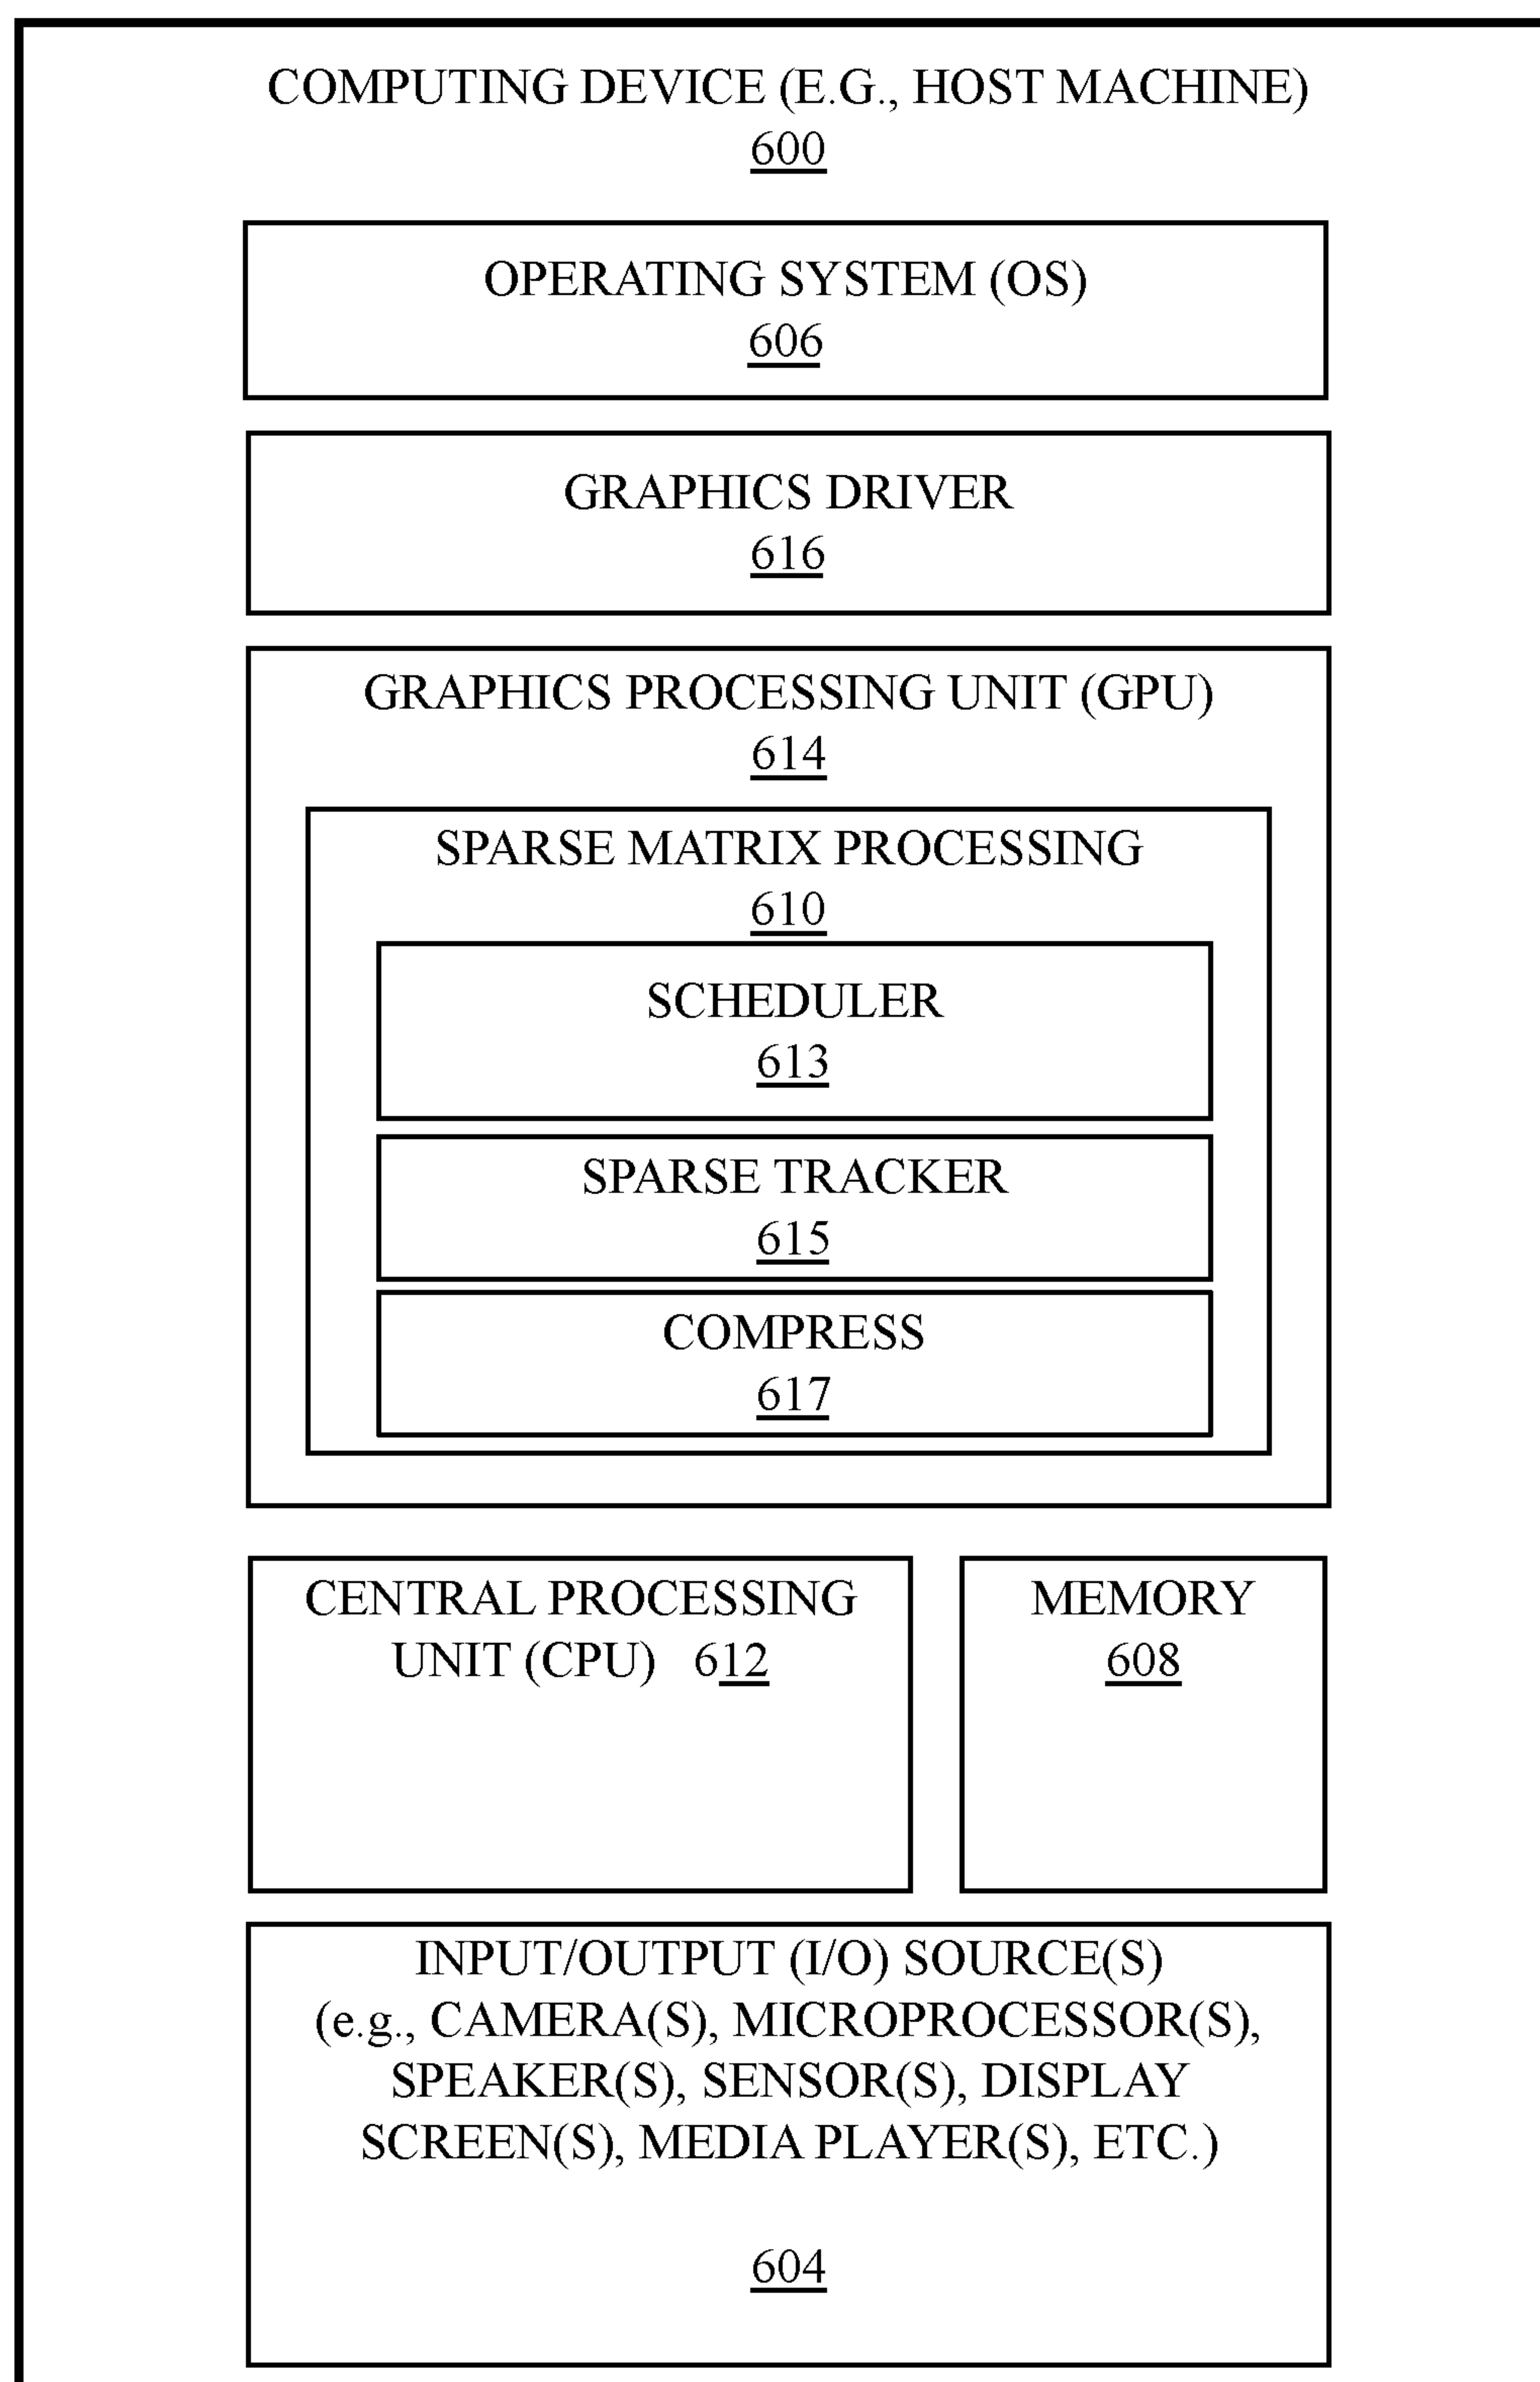 COMPUTING DEVICE (E.G., HOST MACHINE)
600
OPERATING SYSTEM (OS)
606
GRAPHICS DRIVER
616
GRAPHICS PROCESSING UNIT (GPU)
614
SPARSE MATRIX PROCESSING
610
SCHEDULER
613
SPARSE TRACKER
615
COMPRESS
617
CENTRAL PROCESSING
UNIT (CPU) 612
MEMORY
608
INPUT/OUTPUT (I/O) SOURCE(S)
(e.g., CAMERA(S), MICROPROCESSOR(S),
SPEAKER(S), SENSOR(S), DISPLAY
SCREEN(S), MEDIA PLAYER(S), ETC.)
604